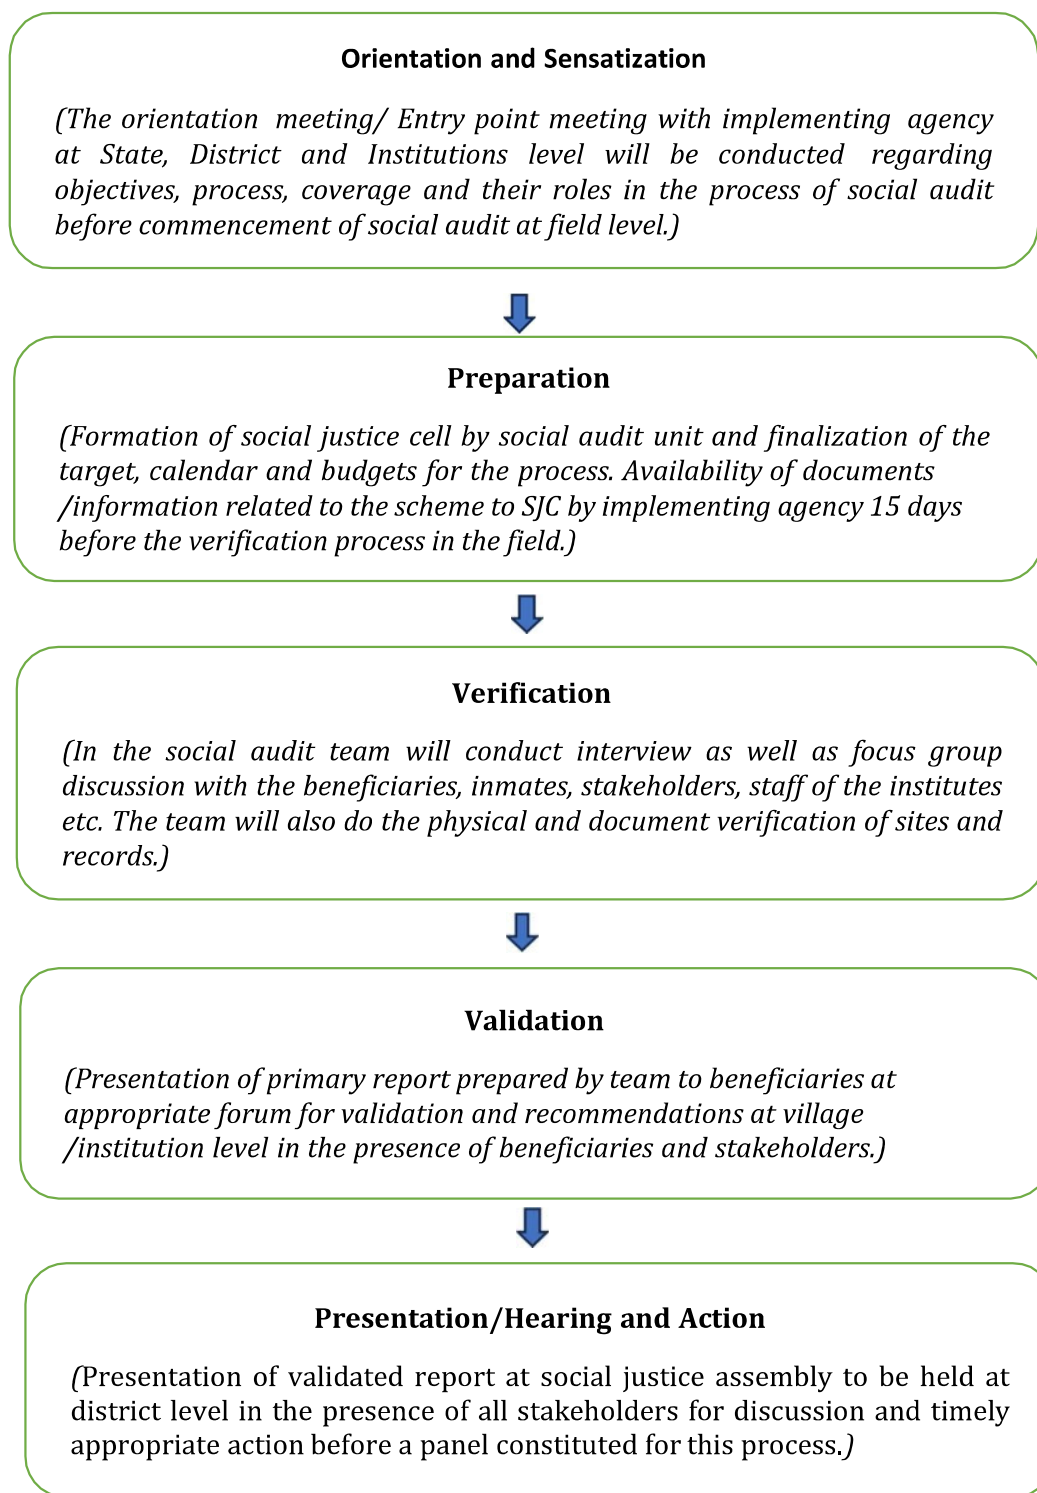 Orientation and Sensatization
(The orientation meeting/ Entry point meeting with implementing agency
at State, District and Institutions level will be conducted regarding
objectives, process, coverage and their roles in the process of social audit
before commencement of social audit at field level.)
Preparation
(Formation of social justice cell by social audit unit and finalization of the
target, calendar and budgets for the process. Availability of documents
/information related to the scheme to SJC by implementing agency 15 days
before the verification process in the field.)
Verification
(In the social audit team will conduct interview as well as focus group
discussion with the beneficiaries, inmates, stakeholders, staff of the institutes
etc. The team will also do the physical and document verification of sites and
records.)
Validation
(Presentation of primary report prepared by team to beneficiaries at
appropriate forum for validation and recommendations at village
/institution level in the presence of beneficiaries and stakeholders.)
Presentation/Hearing and Action
(Presentation of validated report at social justice assembly to be held at
district level in the presence of all stakeholders for discussion and timely
appropriate action before a panel constituted for this process.)